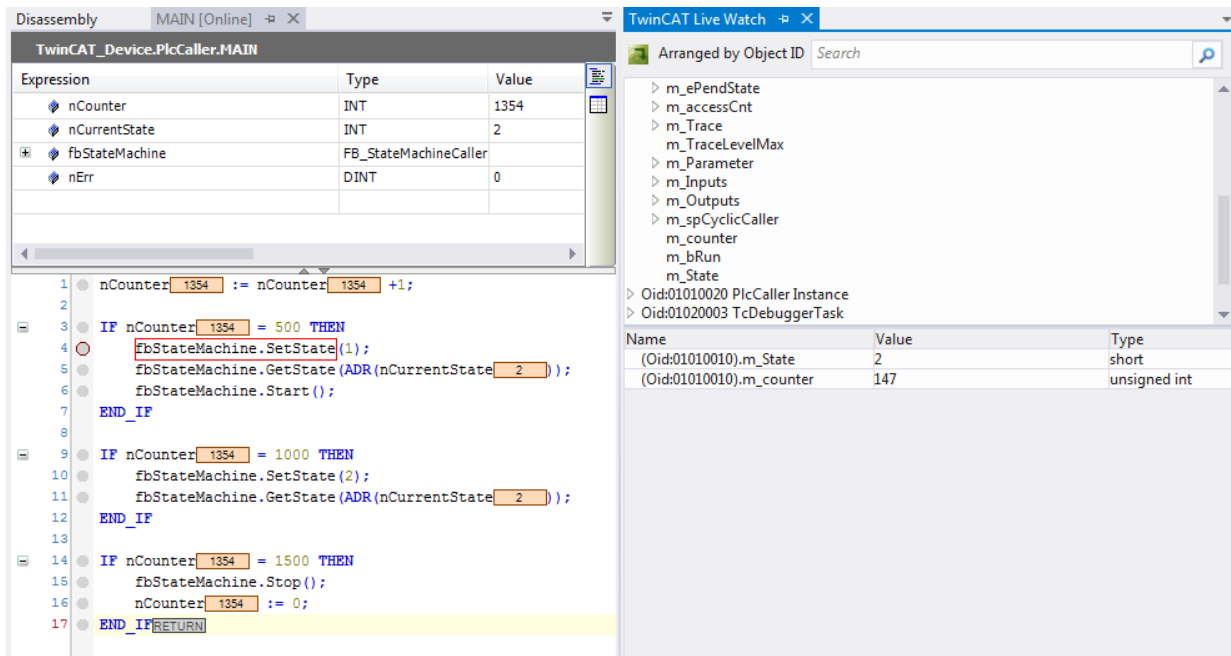 Disassembly MAIN [Online]
TwinCAT_Device.PlcCaller.MAIN
Expression Type Value
nCounter INT 1354
nCurrentState INT 2
fbStateMachine FB_StateMachineCaller
nErr DINT 0
1 nCounter 1354 := nCounter 1354 +1;
2
3 IF nCounter 1354 = 500 THEN
4 fbStateMachine.SetState(1);
5 fbStateMachine.GetState(ADR(nCurrentState 2 ));
6 fbStateMachine.Start();
7 END_IF
8
9 IF nCounter 1354 = 1000 THEN
10 fbStateMachine.SetState(2);
11 fbStateMachine.GetState(ADR(nCurrentState 2 ));
12 END_IF
13
14 IF nCounter 1354 = 1500 THEN
15 fbStateMachine.Stop();
16 nCounter 1354 := 0;
17 END_IF RETURN
TwinCAT Live Watch
Arranged by Object ID Search
m_ePendState
m_accessCnt
m_Trace
m_TraceLevelMax
m_Parameter
m_Inputs
m_Outputs
m_spCyclicCaller
m_counter
m_bRun
m_State
Oid:01010020 PlcCaller Instance
Oid:01020003 TcDebuggerTask
Name Value Type
(Oid:01010010).m_State 2 short
(Oid:01010010).m_counter 147 unsigned int